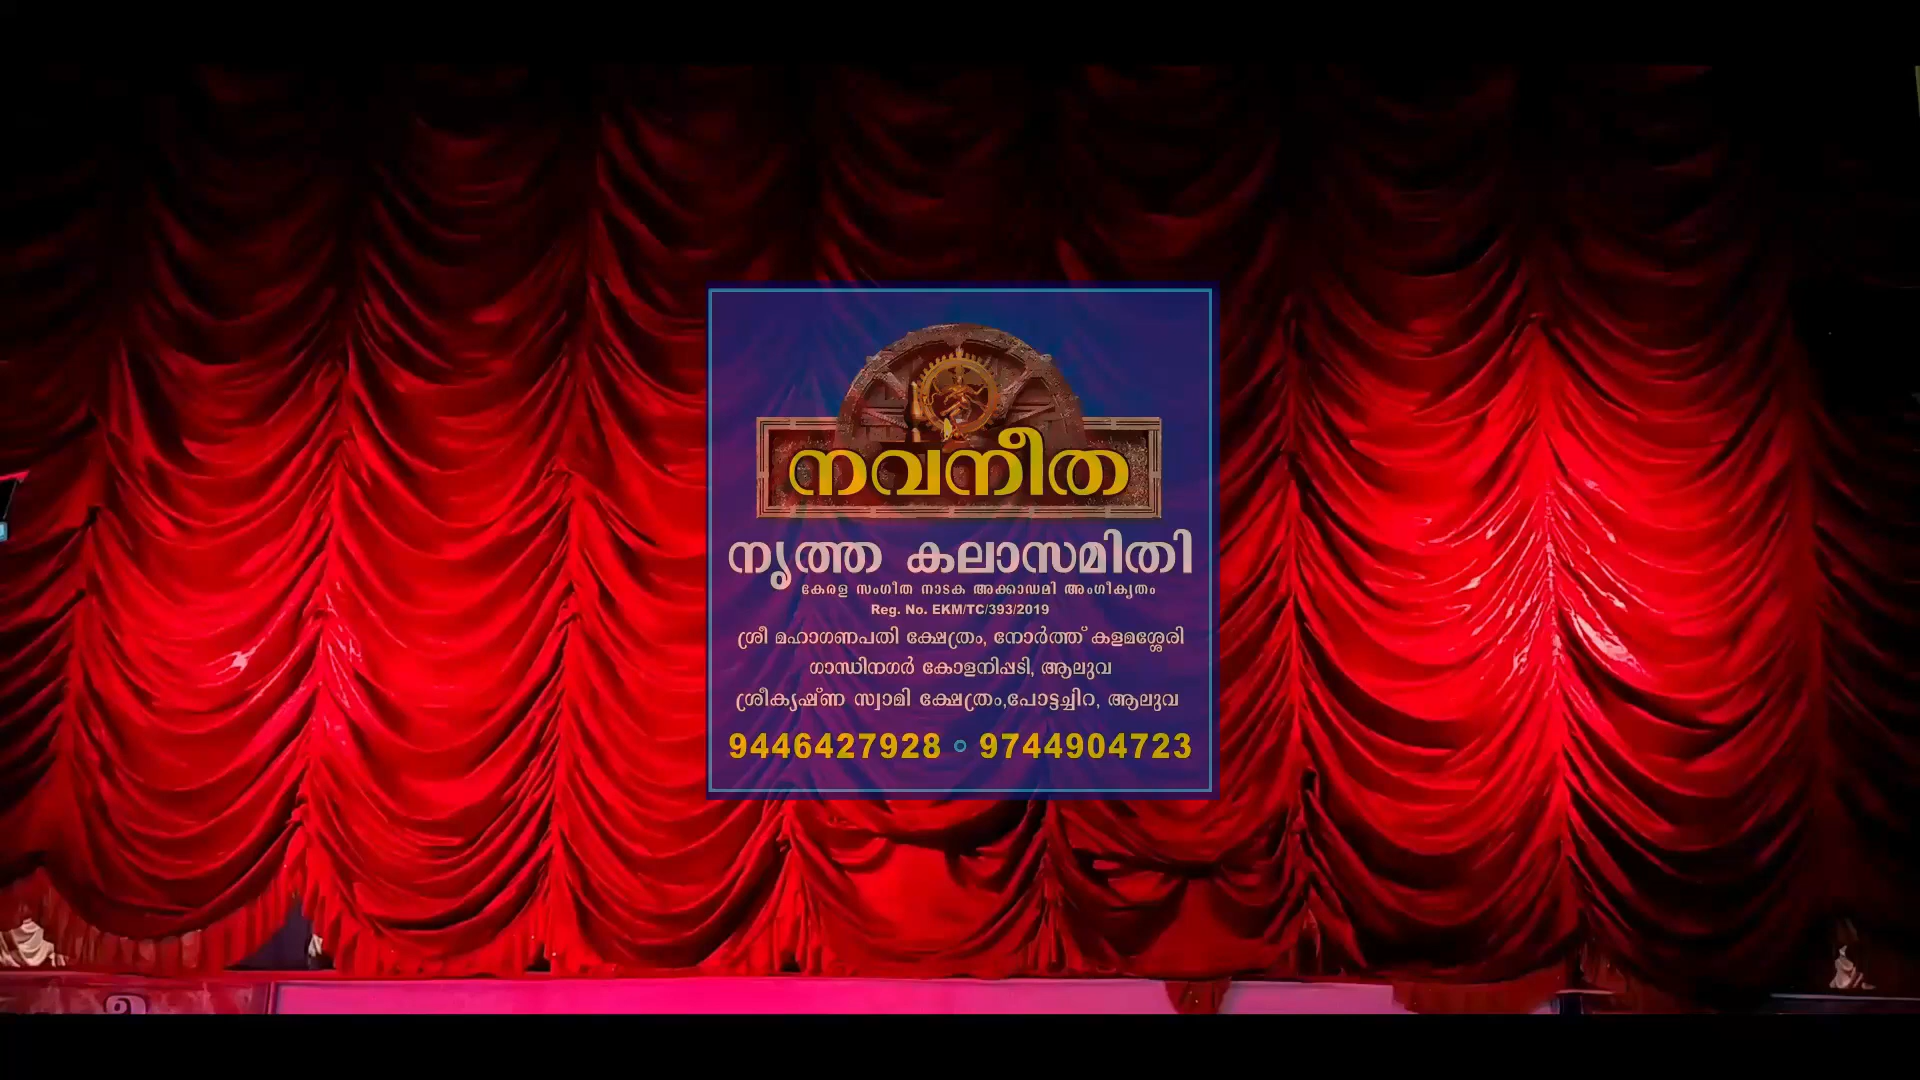 നവനീത
നൃത്ത കലാസമിതി
കേരള സംഗീത നാടക അക്കാഡമി അംഗീകൃതം
Reg. No. EKM/TC/393/2019
ശ്രീ മഹാഗണപതി ക്ഷേത്രം, നോർത്ത് കളമശ്ശേരി
ഗാന്ധിനഗർ കോളനിപ്പടി, ആലുവ
ശ്രീകൃഷ്ണ സ്വാമി ക്ഷേത്രം,പോട്ടച്ചിറ, ആലുവ
9446427928 ∘ 9744904723